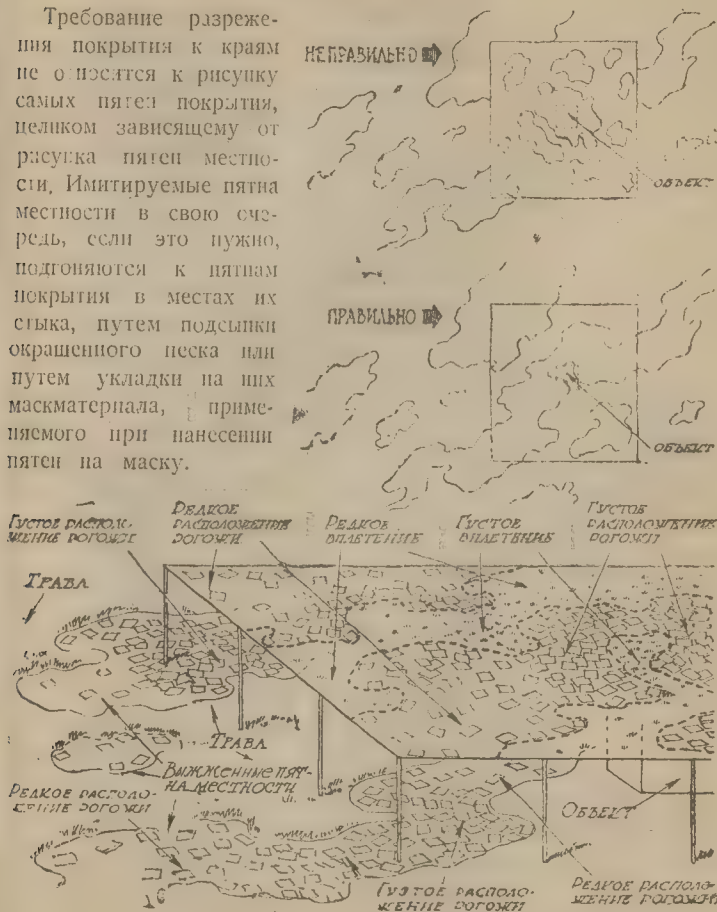 Требование разреже-
ния покрытия к краям
не относится к рисунку
самых пятен покрытия,
целиком зависящему от
рисунка пятен местно-
сти. Имитируемые пятна
местности в свою оче-
редь, если это нужно,
подгоняются к пятнам
покрытия в местах их
стыка, путем подсыпки
окрашенного песка или
путем укладки на них
маскматериала, приме-
няемого при нанесении
пятен на маску.
НЕПРАВИЛЬНО
ОБЪЕКТ
ПРАВИЛЬНО
ОБЪЕКТ
ГУСТОЕ РАСПОЛО-
ЖЕНИЕ РОГОЖИ
РЕДКОЕ
РАСПОЛОЖЕНИЕ
РОГОЖИ
РЕДКОЕ
ВПЛЕТЕНИЕ
ГУСТОЕ
ВПЛЕТЕНИЕ
ГУСТОЕ
РАСПОЛОЖЕНИЕ
РОГОЖИ
ТРАВА
ТРАВА
ВЫЖЖЕННЫЕ ПЯТ-
НА МЕСТНОСТИ
РЕДКОЕ РАСПОЛО-
ЖЕНИЕ РОГОЖИ
ОБЪЕКТ
ГУСТОЕ РАСПОЛО-
ЖЕНИЕ РОГОЖИ
РЕДКОЕ РАСПОЛО-
ЖЕНИЕ РОГОЖИ